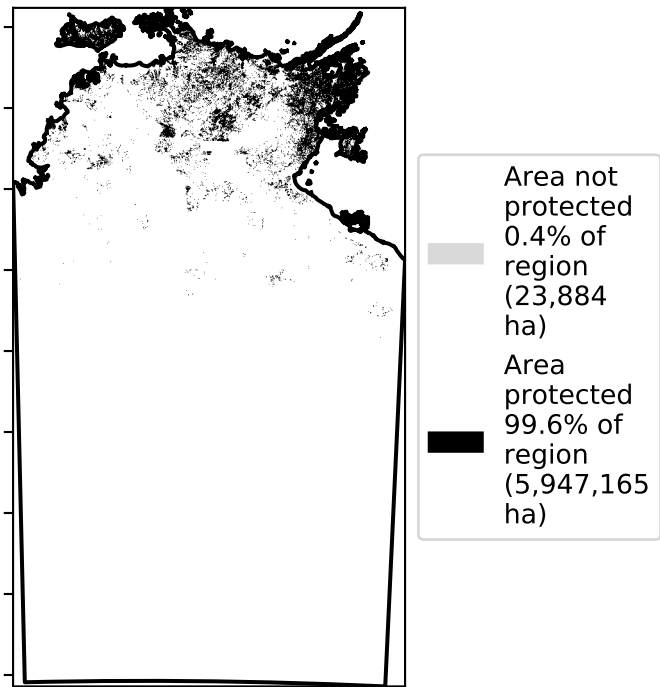 Area not
protected
0.4% of
region
(23,884
ha)
Area
protected
99.6% of
region
(5,947,165
ha)